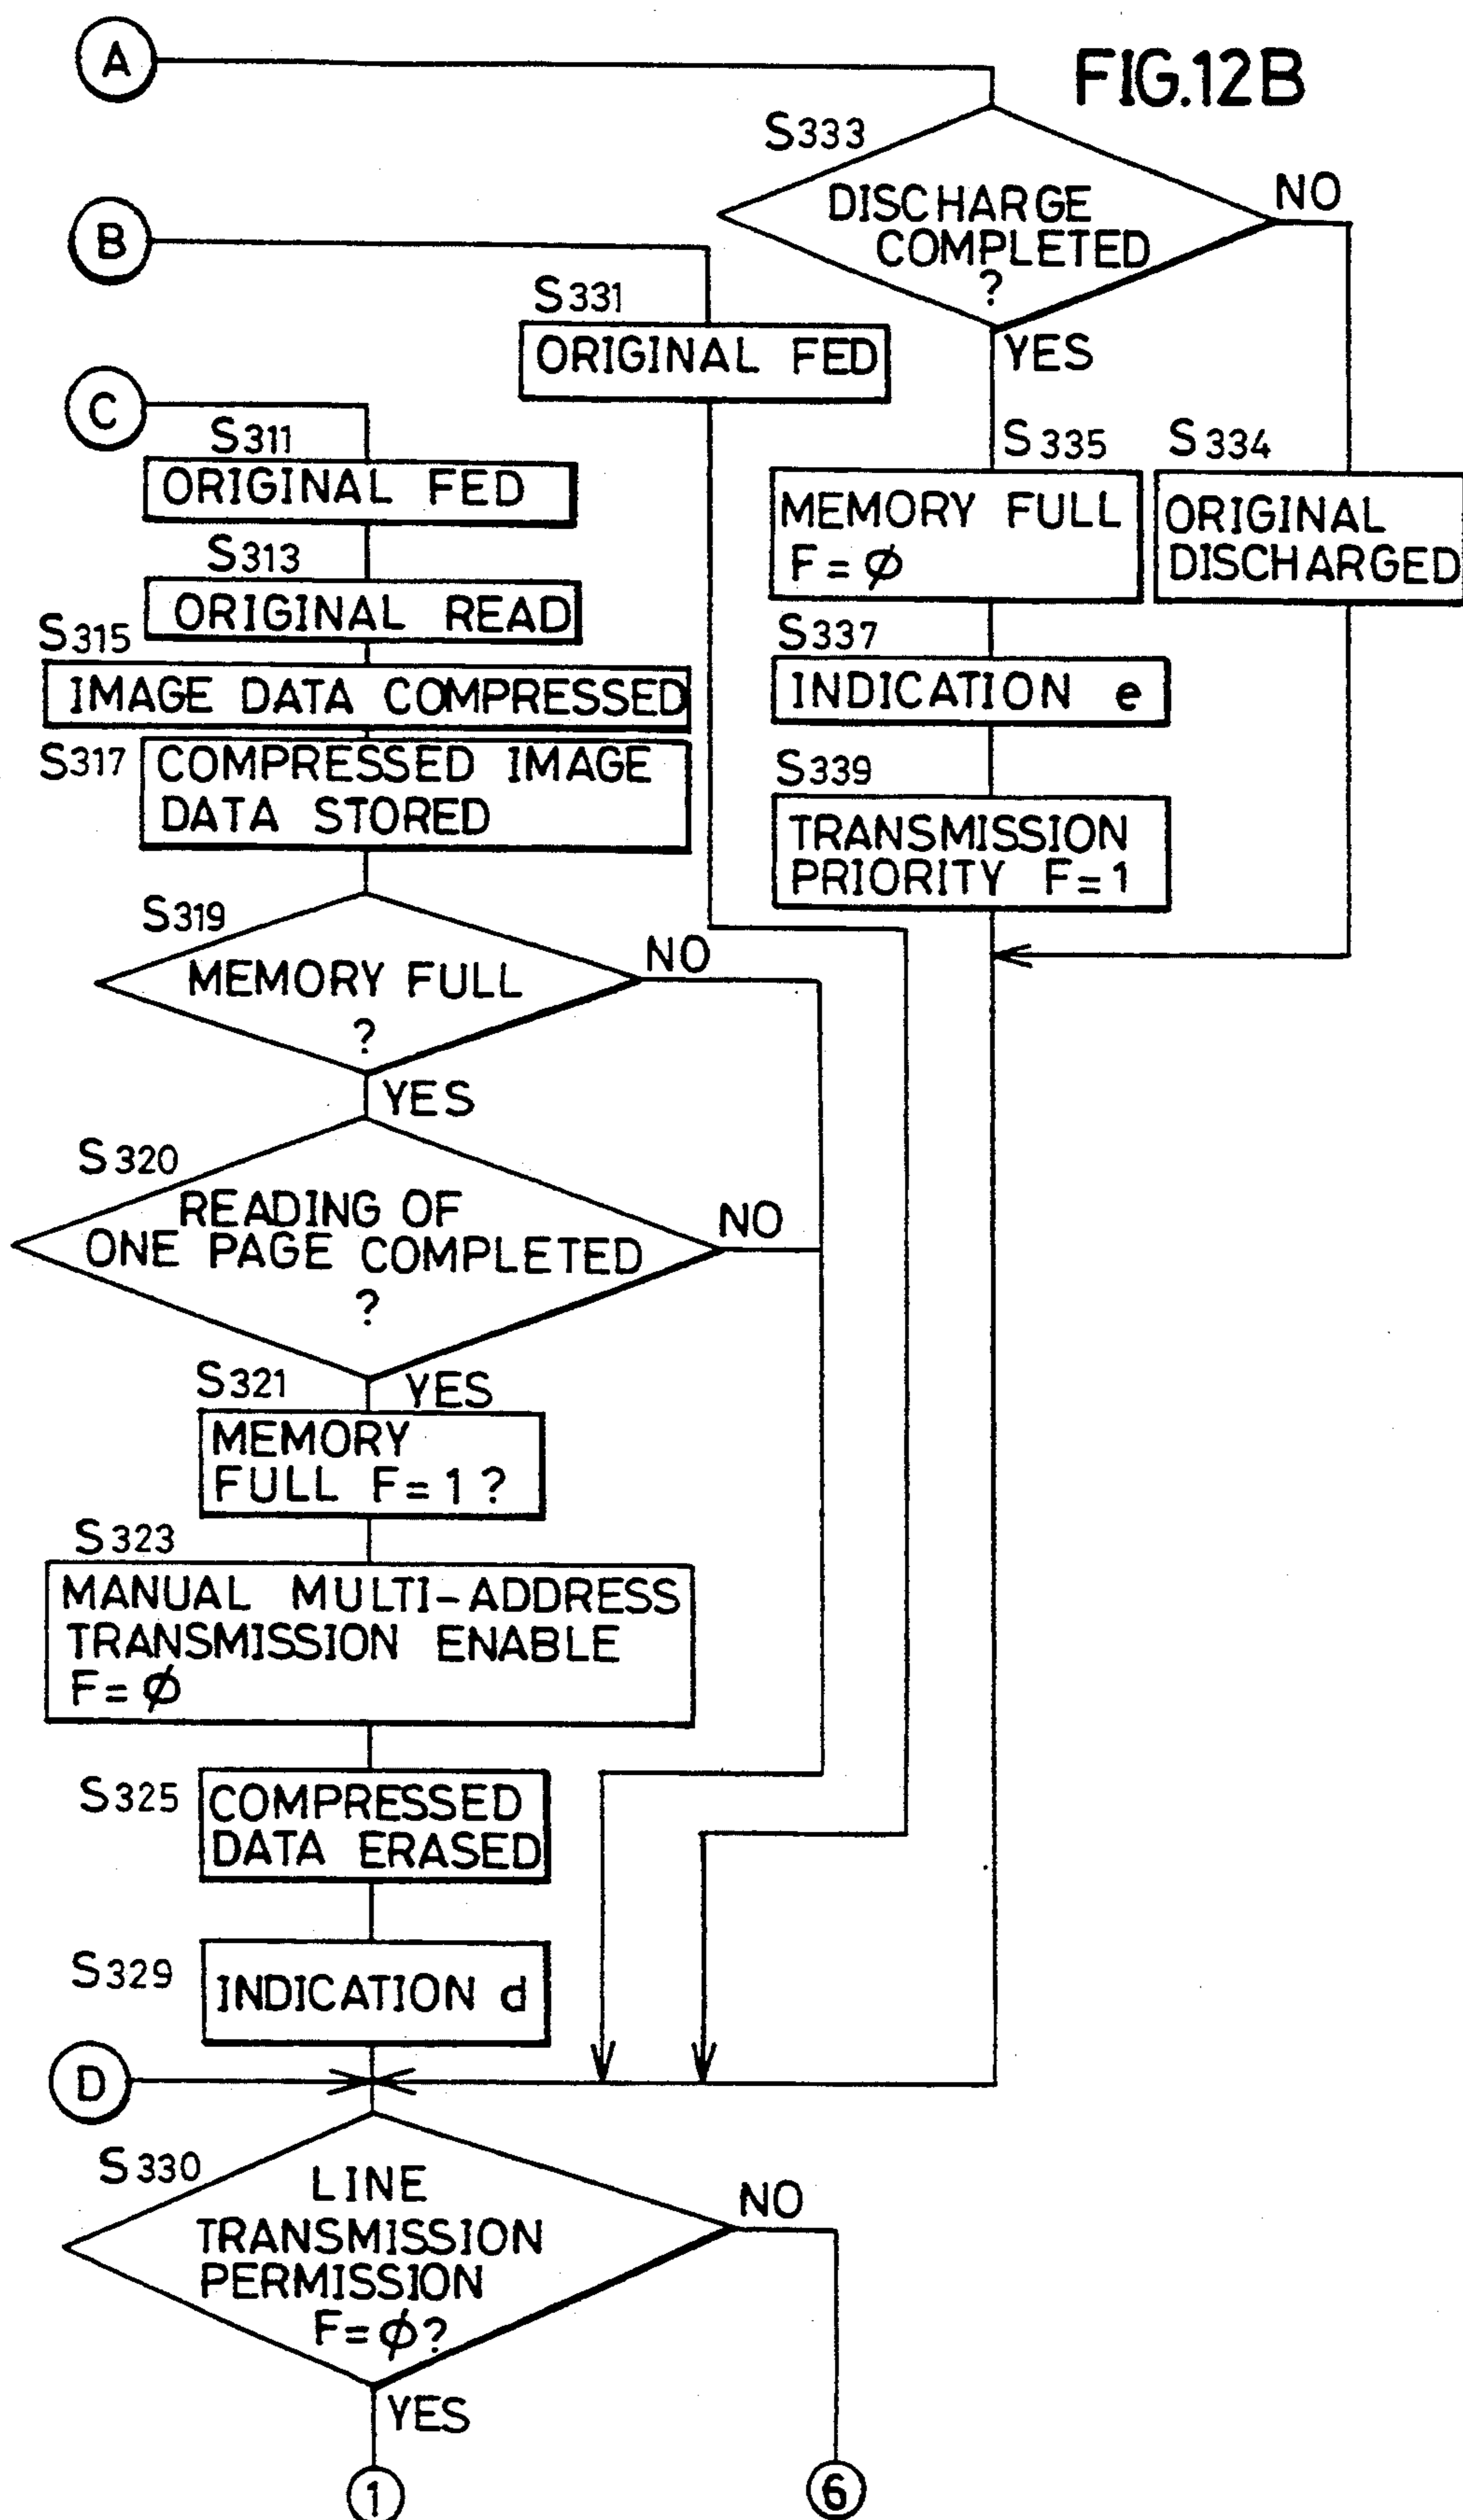 A
FIG.12B
S333
DISCHARGE
COMPLETED
?
NO
YES
B
S331
ORIGINAL FED
C
S311
ORIGINAL FED
S313
ORIGINAL READ
S315
IMAGE DATA COMPRESSED
S317
COMPRESSED IMAGE
DATA STORED
S335
MEMORY FULL
F=φ
S334
ORIGINAL
DISCHARGED
S337
INDICATION e
S339
TRANSMISSION
PRIORITY F=1
S319
MEMORY FULL
?
NO
YES
S320
READING OF
ONE PAGE COMPLETED
?
NO
YES
S321
MEMORY
FULL F=1?
S323
MANUAL MULTI-ADDRESS
TRANSMISSION ENABLE
F=φ
S325
COMPRESSED
DATA ERASED
S329
INDICATION d
D
S330
LINE
TRANSMISSION
PERMISSION
F=φ?
NO
YES
1
6